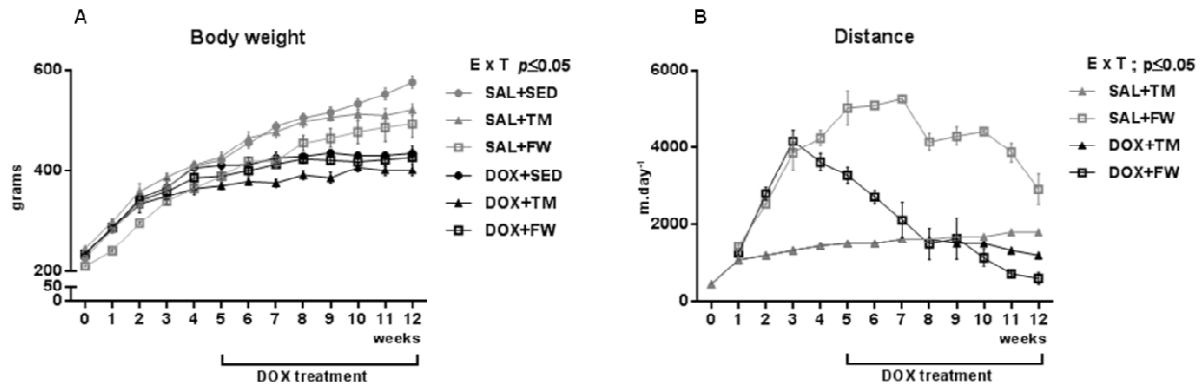 A
Body weight
E x T p≤0.05
SAL+SED
SAL+TM
SAL+FW
DOX+SED
DOX+TM
DOX+FW
grams
600
400
200
50
0
0 1 2 3 4 5 6 7 8 9 10 11 12
weeks
DOX treatment
B
Distance
E x T ; p≤0.05
SAL+TM
SAL+FW
DOX+TM
DOX+FW
m.day⁻¹
6000
4000
2000
0
0 1 2 3 4 5 6 7 8 9 10 11 12
weeks
DOX treatment